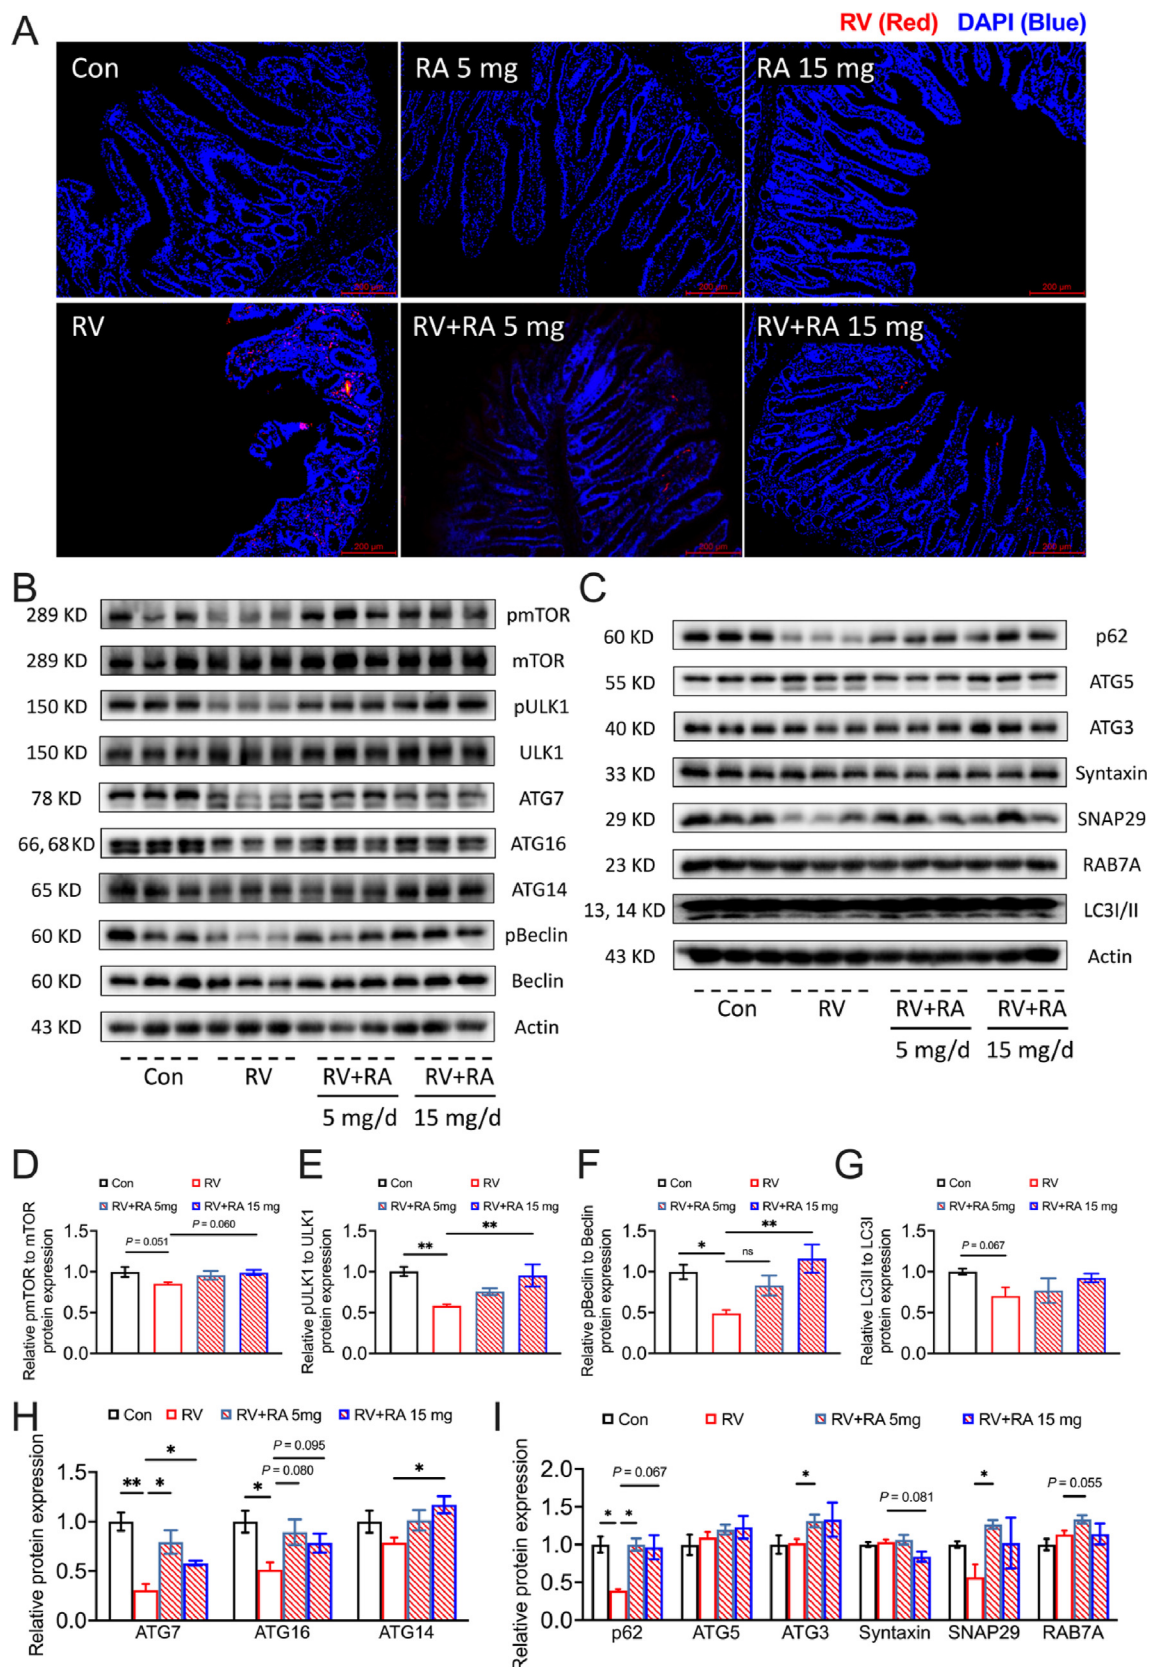 A
RV (Red) DAPI (Blue)
Con
RA 5 mg
RA 15 mg
200 μm
200 μm
200 μm
RV
RV+RA 5 mg
RV+RA 15 mg
200 μm
200 μm
200 μm
B
289 KD pmTOR
289 KD mTOR
150 KD pULK1
150 KD ULK1
78 KD ATG7
66, 68 KD ATG16
65 KD ATG14
60 KD pBeclin
60 KD Beclin
43 KD Actin
Con RV RV+RA RV+RA
5 mg/d 15 mg/d
C
60 KD p62
55 KD ATG5
40 KD ATG3
33 KD Syntaxin
29 KD SNAP29
23 KD RAB7A
13, 14 KD LC3I/II
43 KD Actin
Con RV RV+RA RV+RA
5 mg/d 15 mg/d
D
Con RV
RV+RA 5mg RV+RA 15 mg
Relative pmTOR to mTOR
protein expression
1.5
1.0
0.5
0.0
P = 0.051
P = 0.060
E
Con RV
RV+RA 5mg RV+RA 15 mg
Relative pULK1 to ULK1
protein expression
1.5
1.0
0.5
0.0
**
**
F
Con RV
RV+RA 5mg RV+RA 15 mg
Relative pBeclin to Beclin
protein expression
1.5
1.0
0.5
0.0
*
ns
**
G
Con RV
RV+RA 5mg RV+RA 15 mg
Relative LC3II to LC3I
protein expression
1.5
1.0
0.5
0.0
P = 0.067
H
Con RV RV+RA 5mg RV+RA 15 mg
Relative protein expression
1.5
1.0
0.5
0.0
*
** *
P = 0.095
P = 0.080
*
*
ATG7 ATG16 ATG14
I
Con RV RV+RA 5mg RV+RA 15 mg
Relative protein expression
2.0
1.5
1.0
0.5
0.0
P = 0.067
* *
*
P = 0.081
*
P = 0.055
p62 ATG5 ATG3 Syntaxin SNAP29 RAB7A